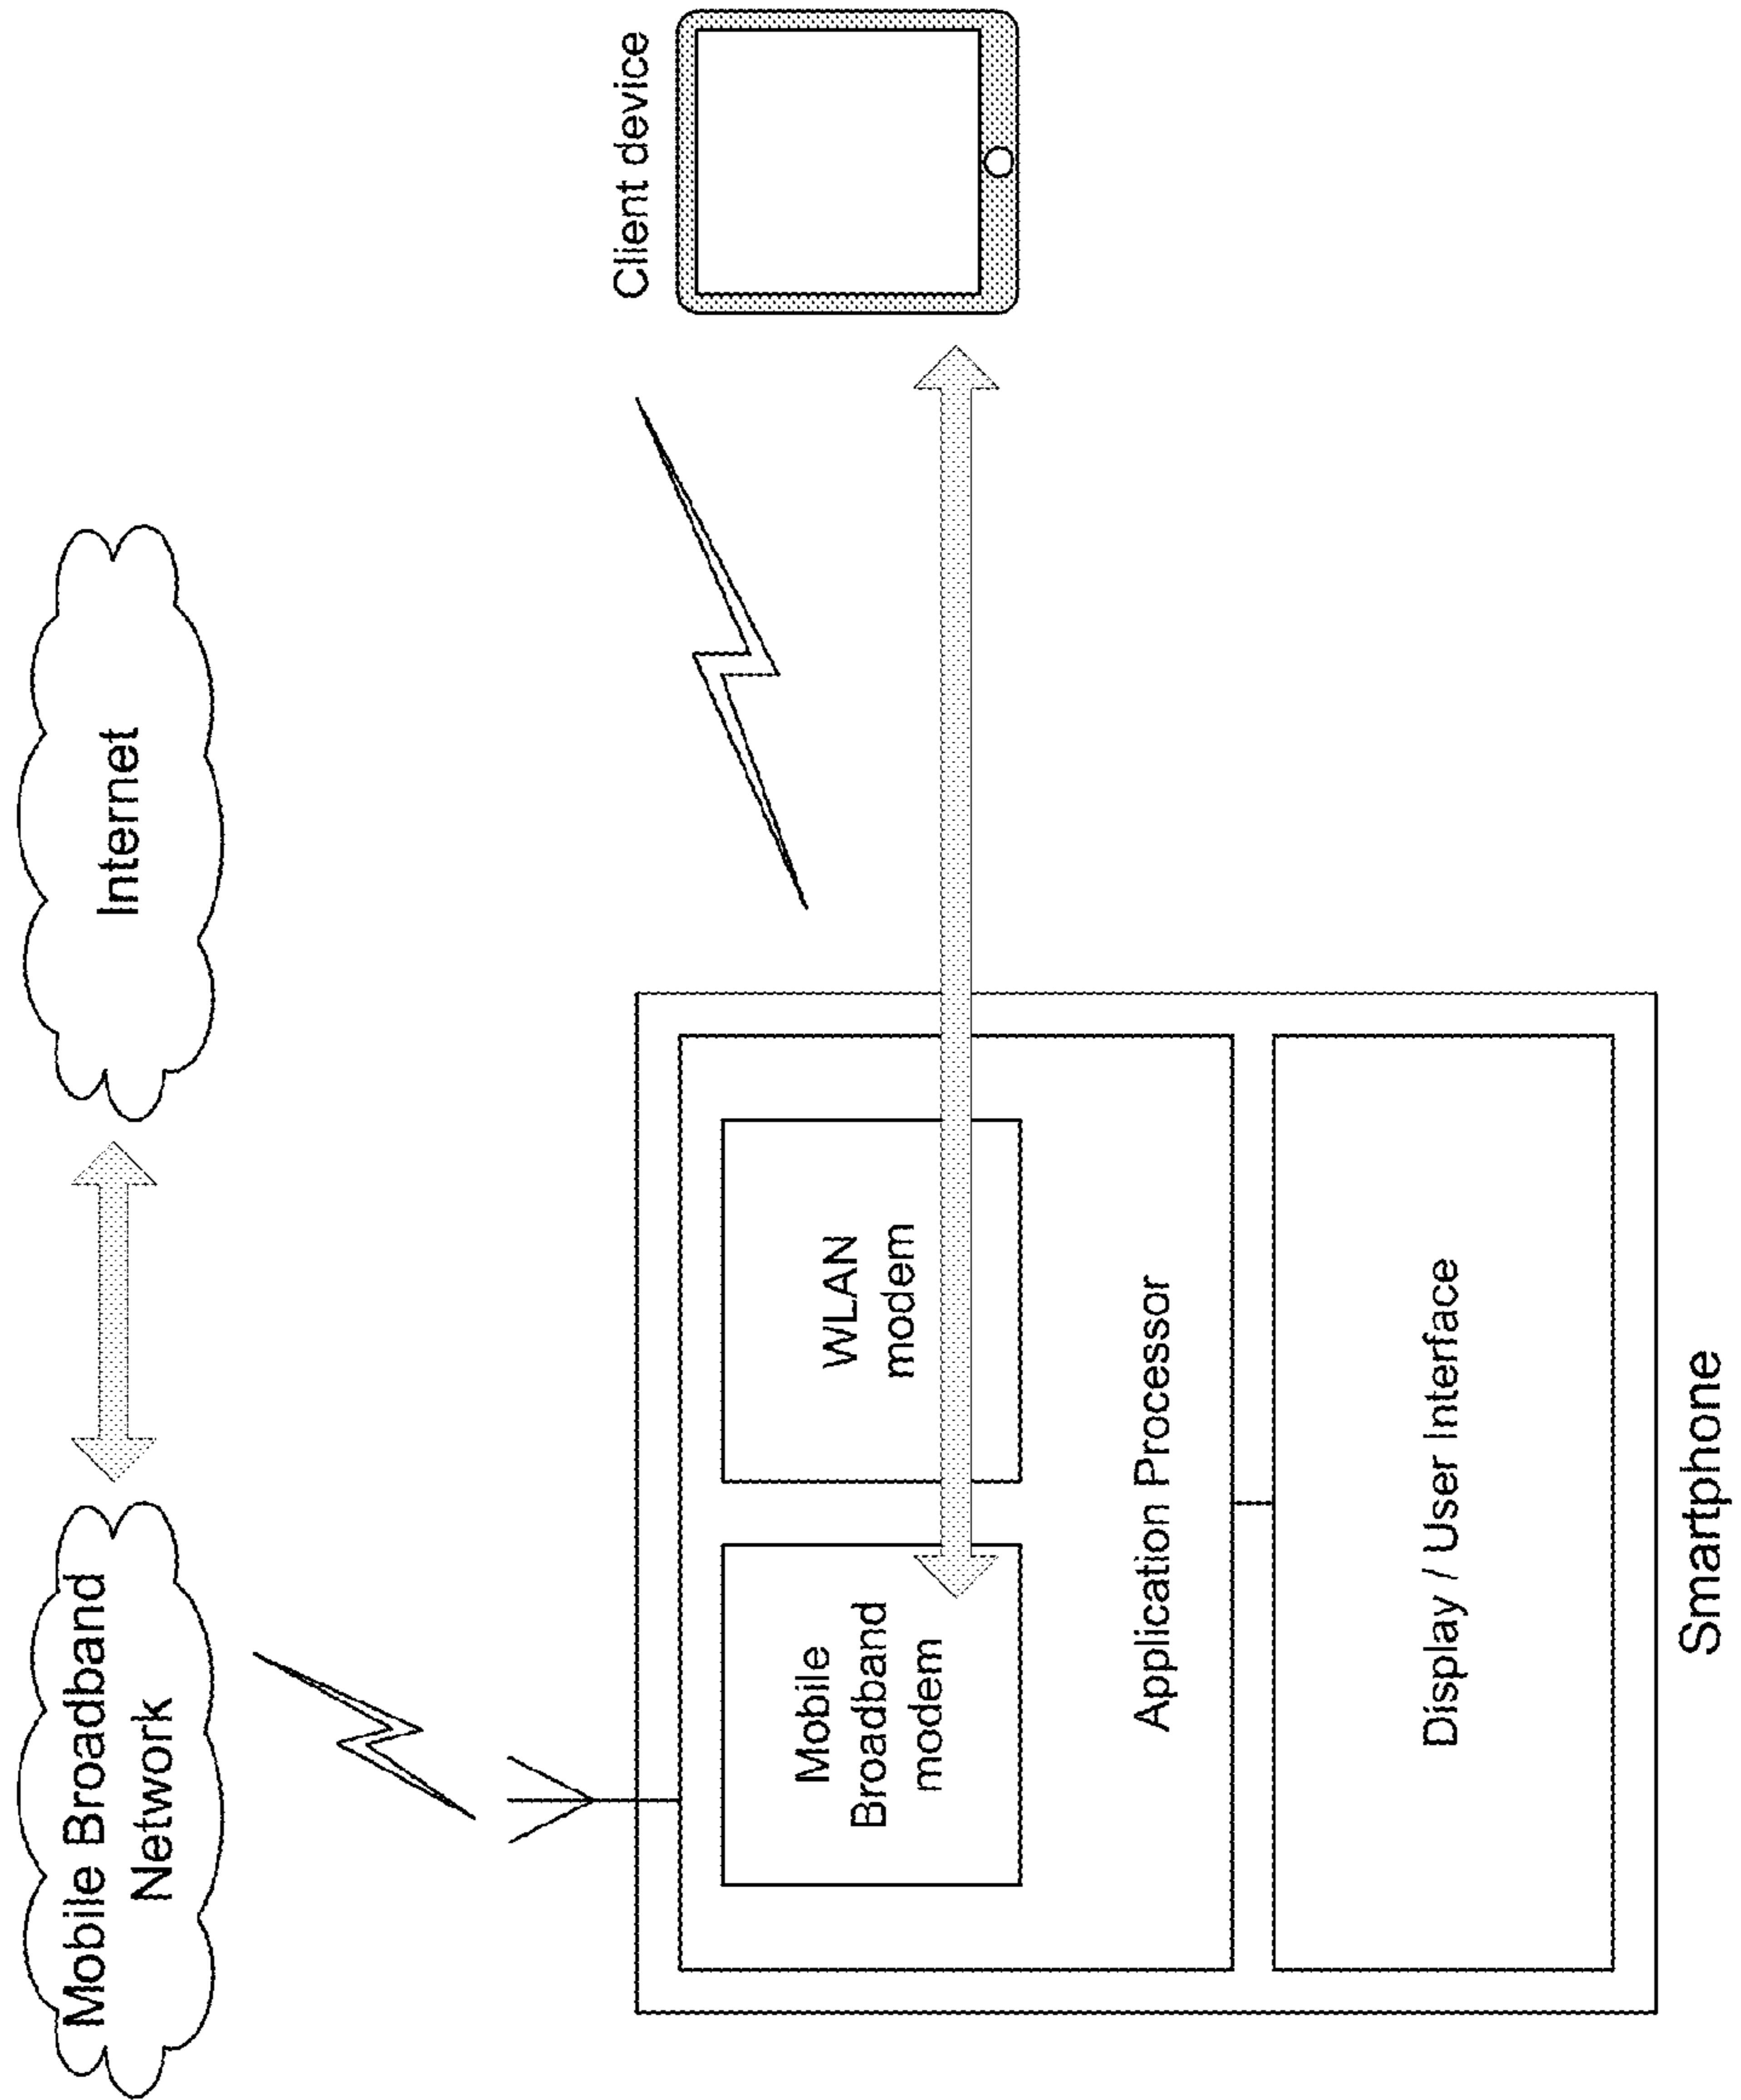 Mobile Broadband
Network
Internet
Client device
Mobile
Broadband
modem
WLAN
modem
Application Processor
Display / User Interface
Smartphone